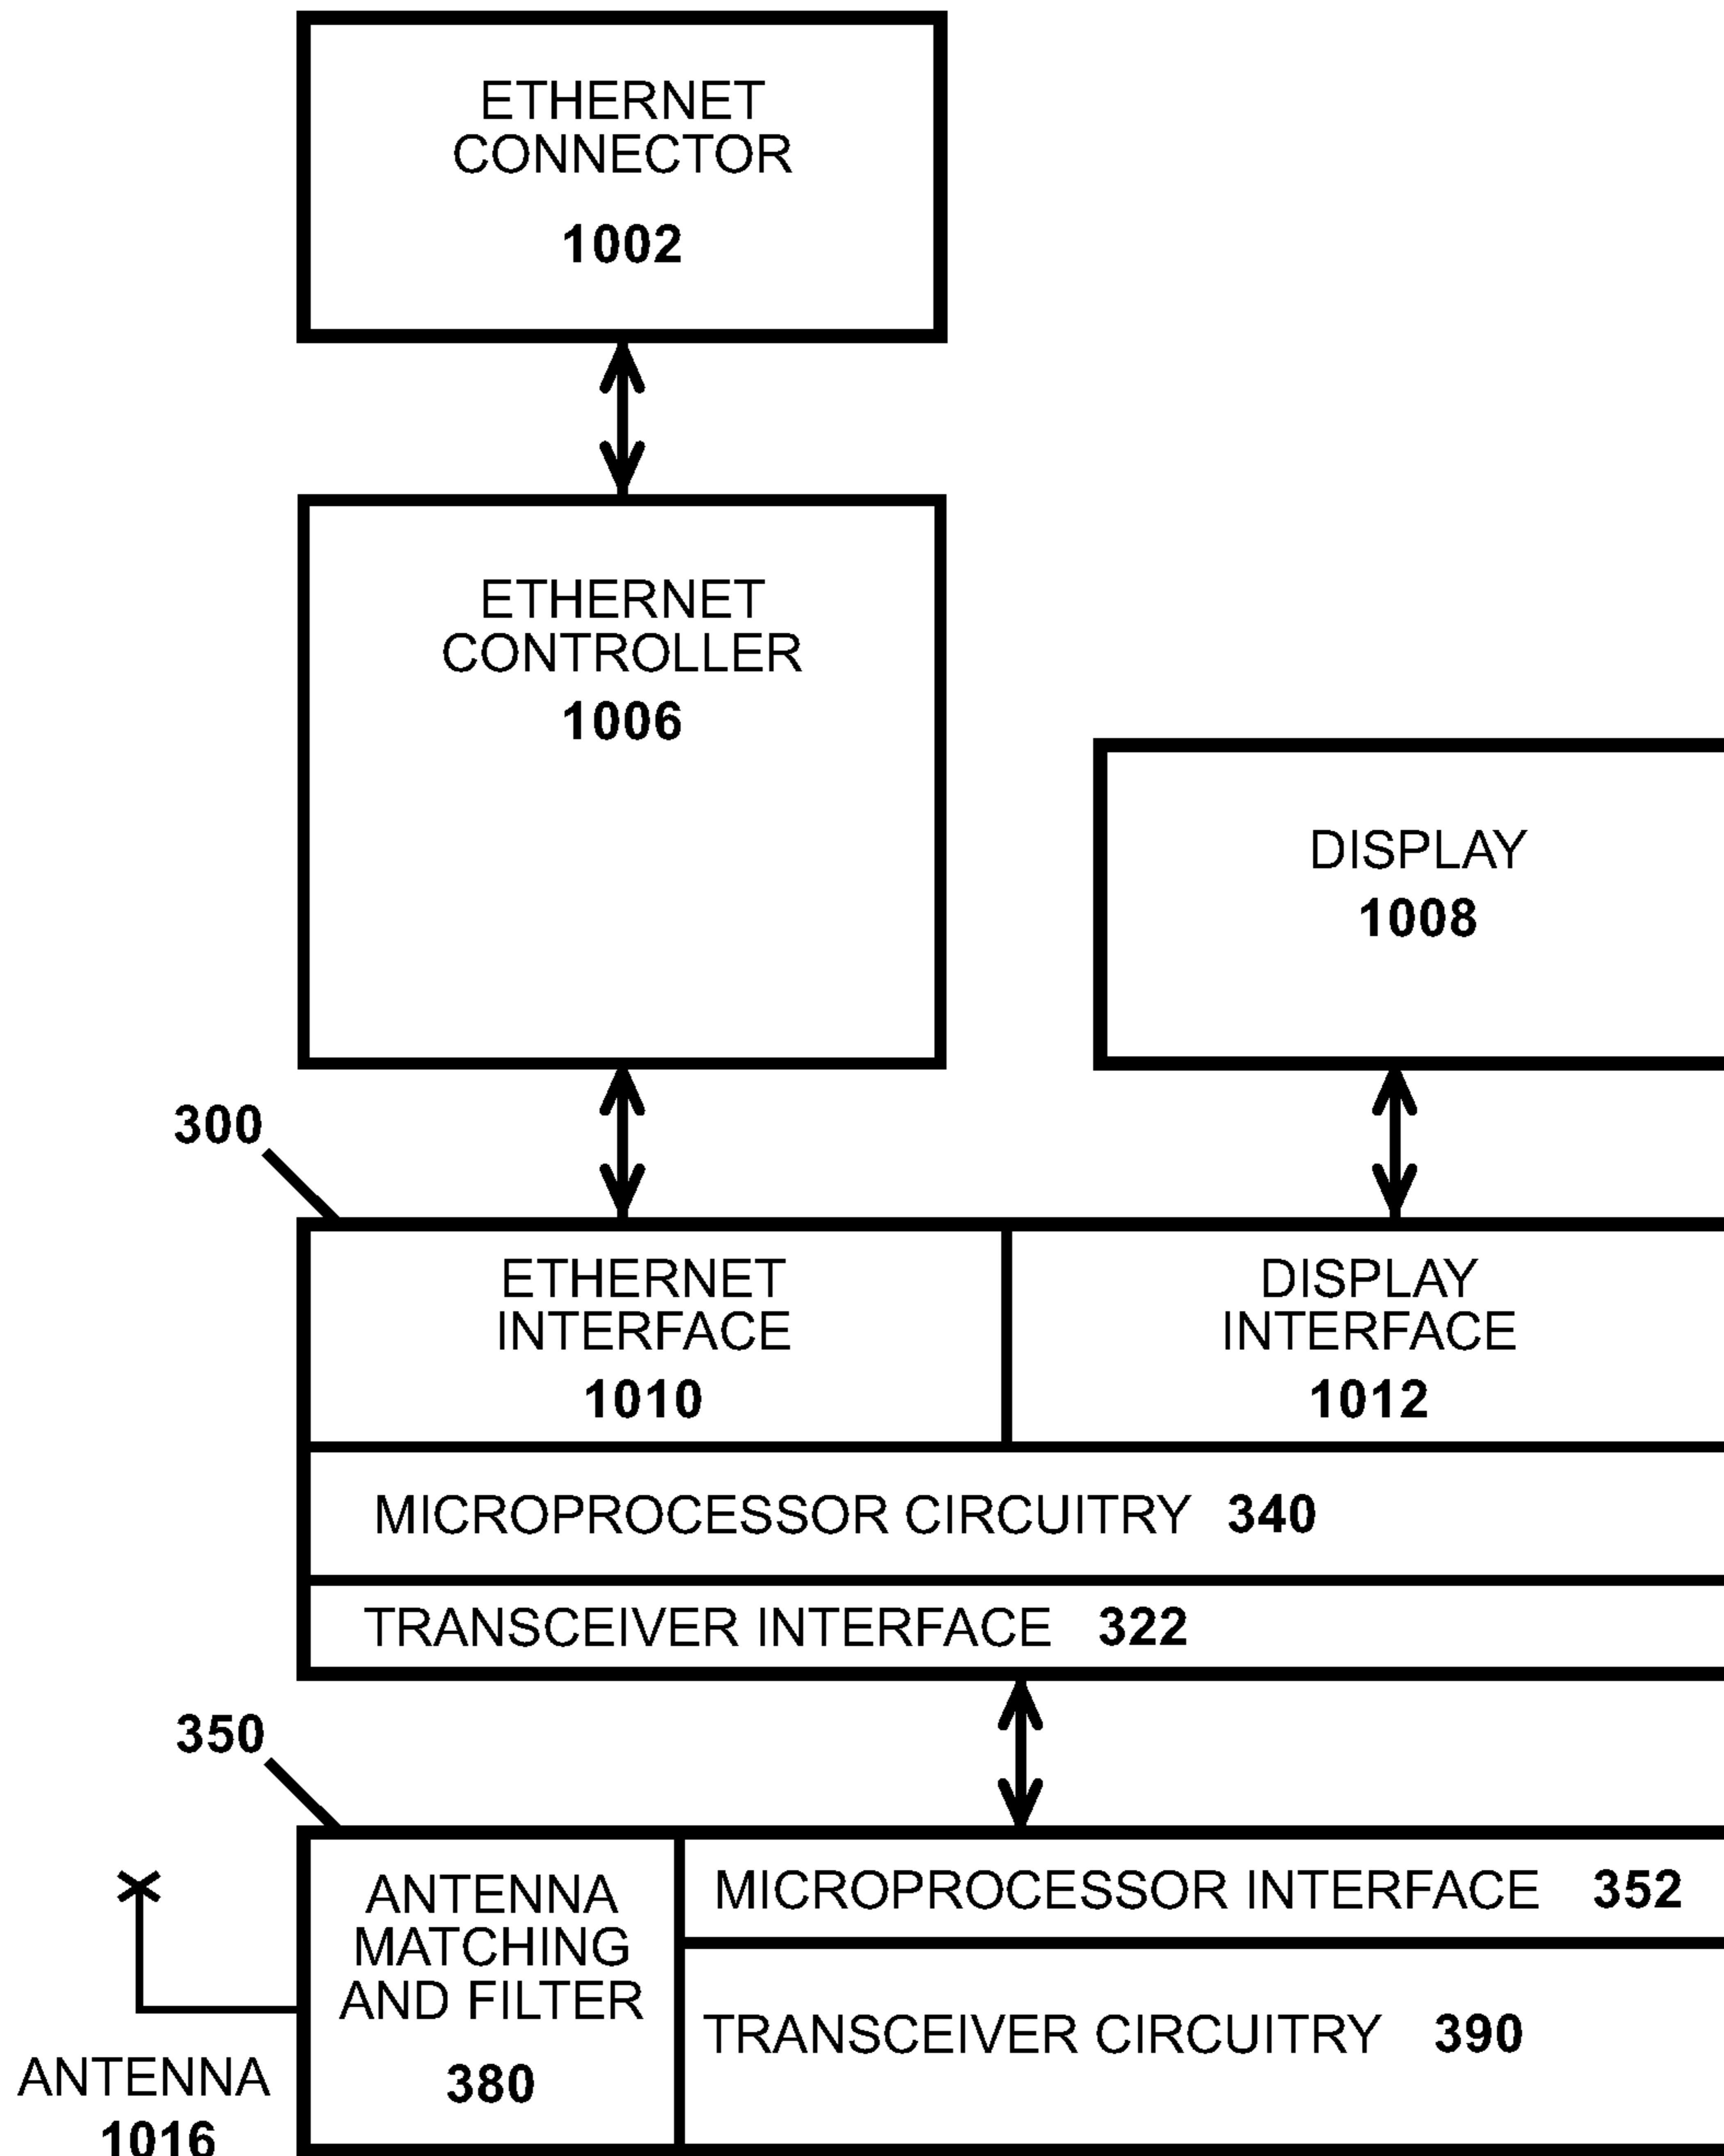 ETHERNET
CONNECTOR
1002
ETHERNET
CONTROLLER
1006
DISPLAY
1008
300
ETHERNET
INTERFACE
1010
DISPLAY
INTERFACE
1012
MICROPROCESSOR CIRCUITRY 340
TRANSCEIVER INTERFACE 322
350
ANTENNA
MATCHING
AND FILTER
380
MICROPROCESSOR INTERFACE 352
TRANSCEIVER CIRCUITRY 390
ANTENNA
1016